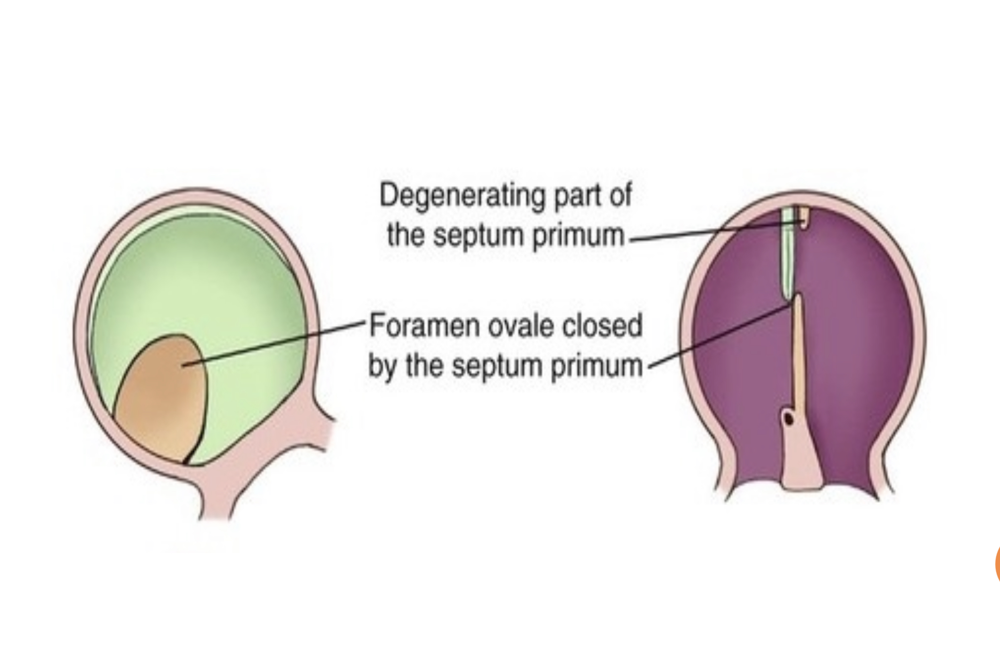 Degenerating part of
the septum primum
Foramen ovale closed
by the septum primum